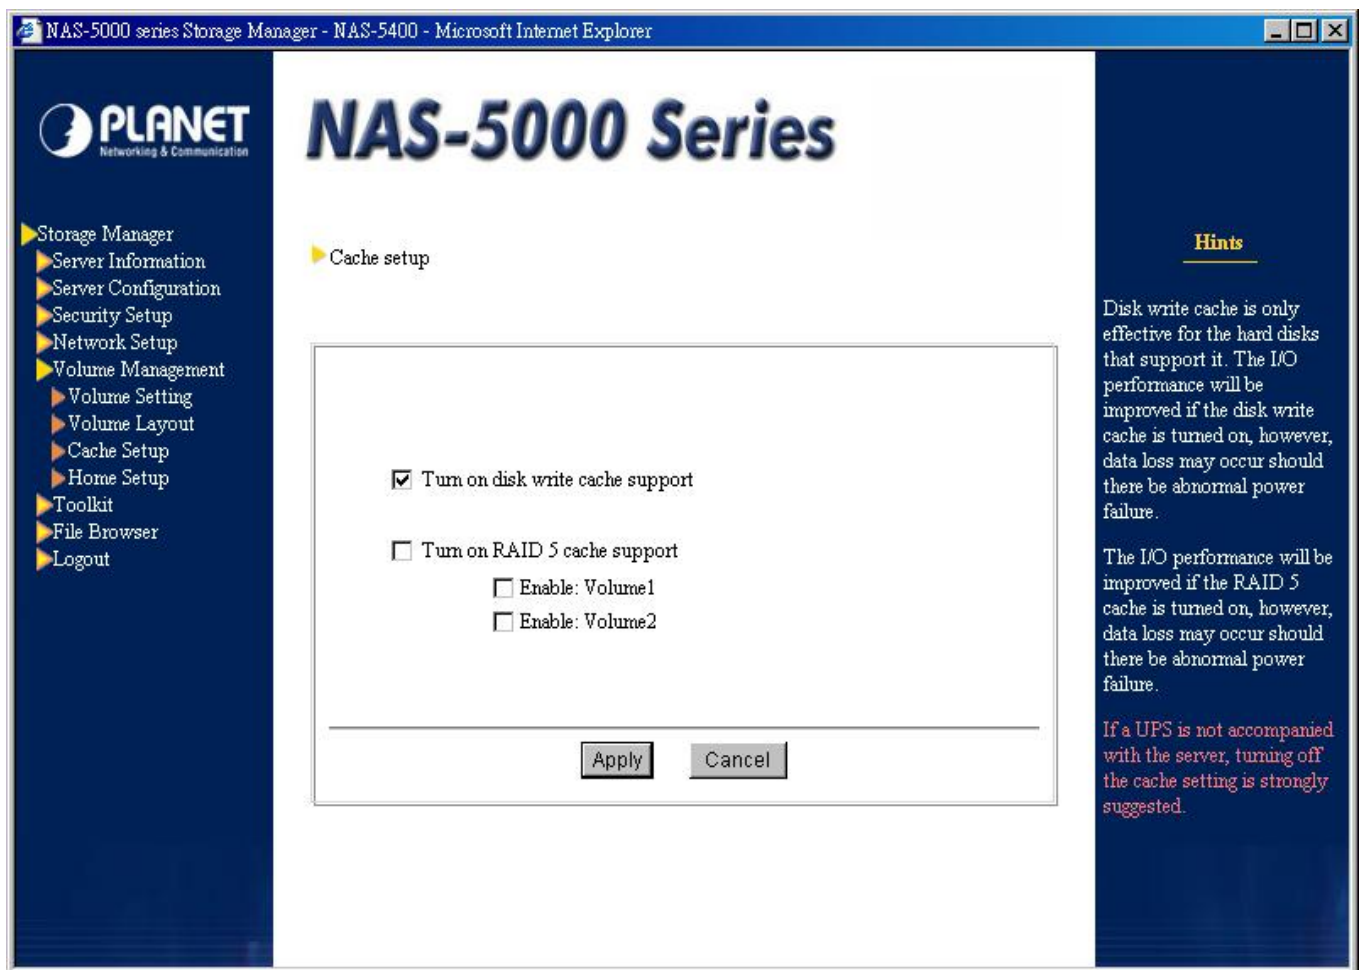 NAS-5000 series Storage Manager - NAS-5400 - Microsoft Internet Explorer
PLANET
Networking & Communication
NAS-5000 Series
Storage Manager
Server Information
Server Configuration
Security Setup
Network Setup
Volume Management
Volume Setting
Volume Layout
Cache Setup
Home Setup
Toolkit
File Browser
Logout
Cache setup
Turn on disk write cache support
Turn on RAID 5 cache support
Enable: Volume1
Enable: Volume2
Apply
Cancel
Hints
Disk write cache is only
effective for the hard disks
that support it. The I/O
performance will be
improved if the disk write
cache is turned on, however,
data loss may occur should
there be abnormal power
failure.
The I/O performance will be
improved if the RAID 5
cache is turned on, however,
data loss may occur should
there be abnormal power
failure.
If a UPS is not accompanied
with the server, turning off
the cache setting is strongly
suggested.